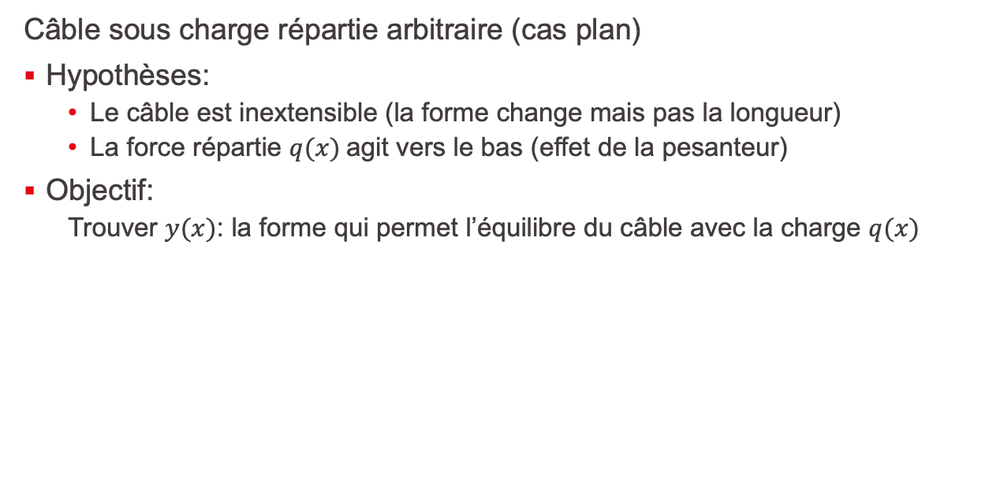 Câble sous charge répartie arbitraire (cas plan)
▪ Hypothèses:
• Le câble est inextensible (la forme change mais pas la longueur)
• La force répartie 𝑞(𝑥) agit vers le bas (effet de la pesanteur)
▪ Objectif:
Trouver 𝑦(𝑥): la forme qui permet l’équilibre du câble avec la charge 𝑞(𝑥)